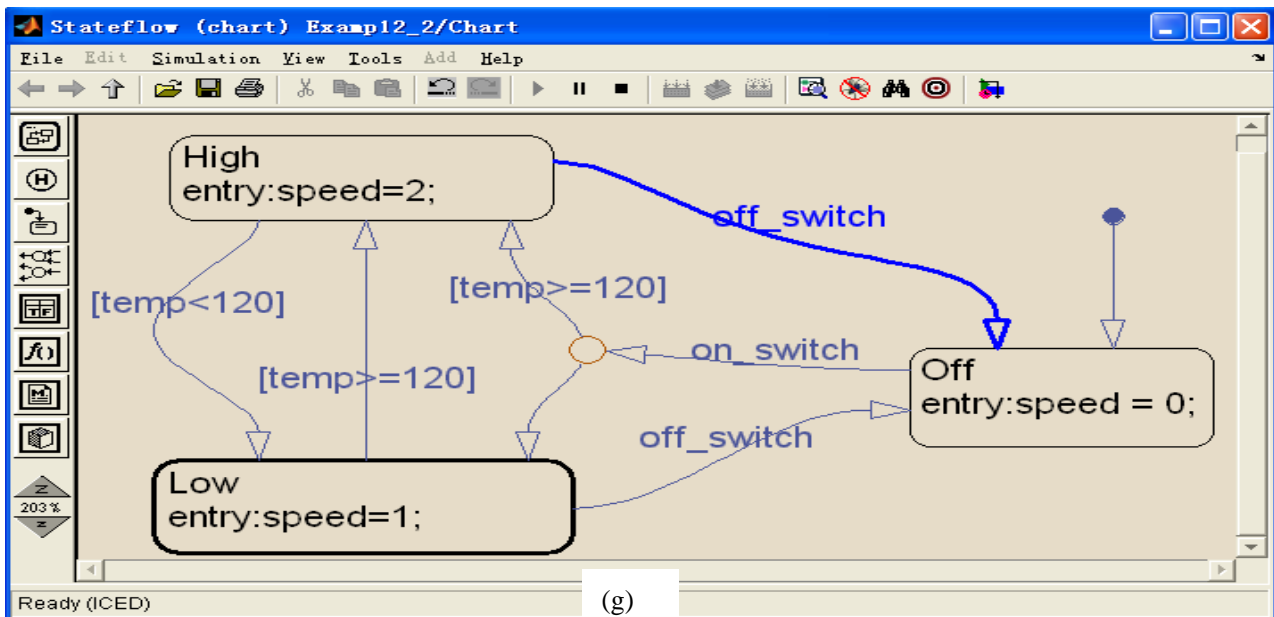 Stateflow (chart) Examp12_2/Chart
File Edit Simulation View Tools Add Help
High
entry:speed=2;
off_switch
[temp<120]
[temp>=120]
on_switch
[temp>=120]
Off
entry:speed = 0;
off_switch
Low
entry:speed=1;
H
TF
f()
M
Z
203%
Z
Ready (ICED)
(g)